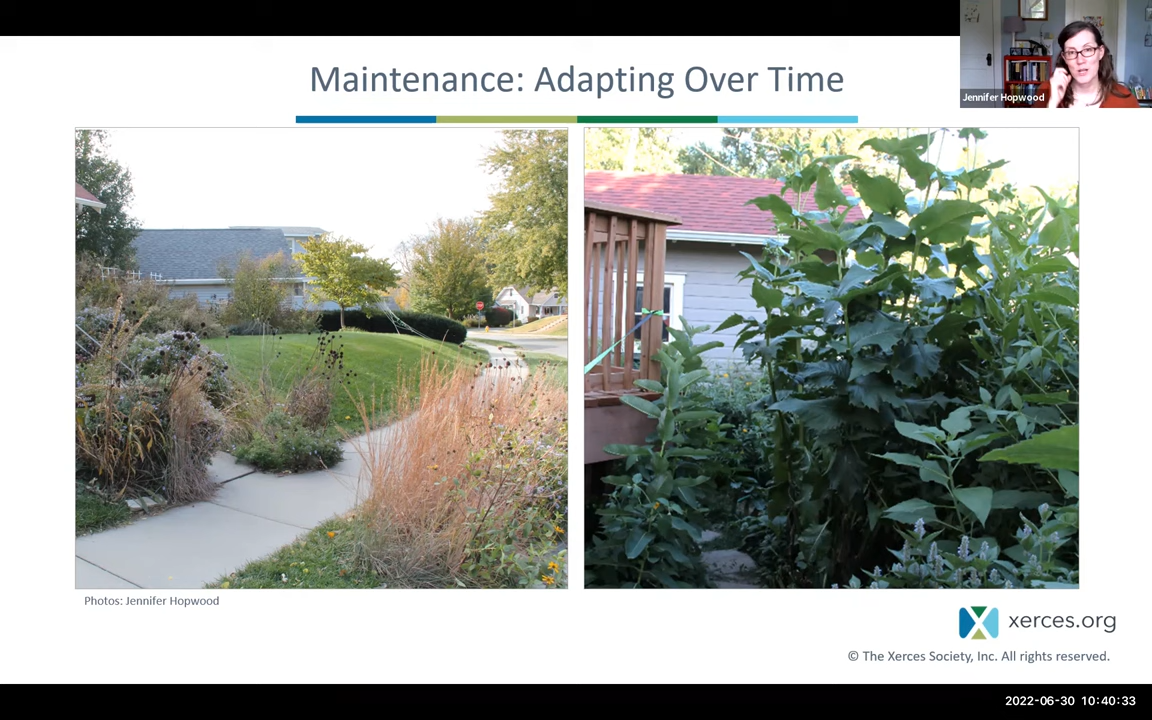 Maintenance: Adapting Over Time
Jennifer Hopwood
Photos: Jennifer Hopwood
xerces.org
© The Xerces Society, Inc. All rights reserved.
2022-06-30 10:40:33